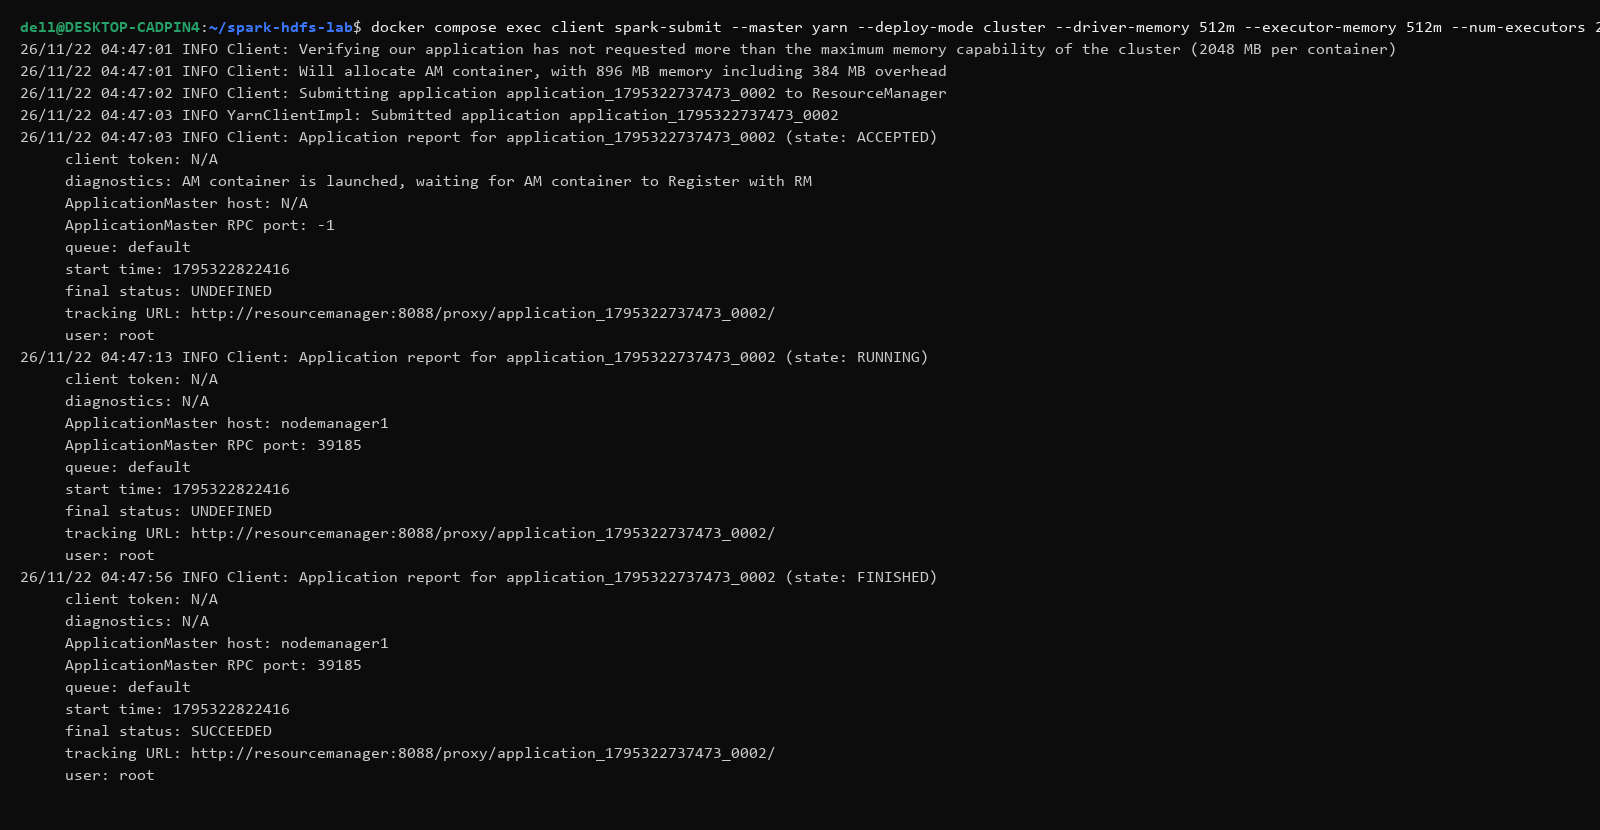 dell@DESKTOP-CADPIN4:~/spark-hdfs-lab$ docker compose exec client spark-submit --master yarn --deploy-mode cluster --driver-memory 512m --executor-memory 512m --num-executors 2
26/11/22 04:47:01 INFO Client: Verifying our application has not requested more than the maximum memory capability of the cluster (2048 MB per container)
26/11/22 04:47:01 INFO Client: Will allocate AM container, with 896 MB memory including 384 MB overhead
26/11/22 04:47:02 INFO Client: Submitting application application_1795322737473_0002 to ResourceManager
26/11/22 04:47:03 INFO YarnClientImpl: Submitted application application_1795322737473_0002
26/11/22 04:47:03 INFO Client: Application report for application_1795322737473_0002 (state: ACCEPTED)
     client token: N/A
     diagnostics: AM container is launched, waiting for AM container to Register with RM
     ApplicationMaster host: N/A
     ApplicationMaster RPC port: -1
     queue: default
     start time: 1795322822416
     final status: UNDEFINED
     tracking URL: http://resourcemanager:8088/proxy/application_1795322737473_0002/
     user: root
26/11/22 04:47:13 INFO Client: Application report for application_1795322737473_0002 (state: RUNNING)
     client token: N/A
     diagnostics: N/A
     ApplicationMaster host: nodemanager1
     ApplicationMaster RPC port: 39185
     queue: default
     start time: 1795322822416
     final status: UNDEFINED
     tracking URL: http://resourcemanager:8088/proxy/application_1795322737473_0002/
     user: root
26/11/22 04:47:56 INFO Client: Application report for application_1795322737473_0002 (state: FINISHED)
     client token: N/A
     diagnostics: N/A
     ApplicationMaster host: nodemanager1
     ApplicationMaster RPC port: 39185
     queue: default
     start time: 1795322822416
     final status: SUCCEEDED
     tracking URL: http://resourcemanager:8088/proxy/application_1795322737473_0002/
     user: root